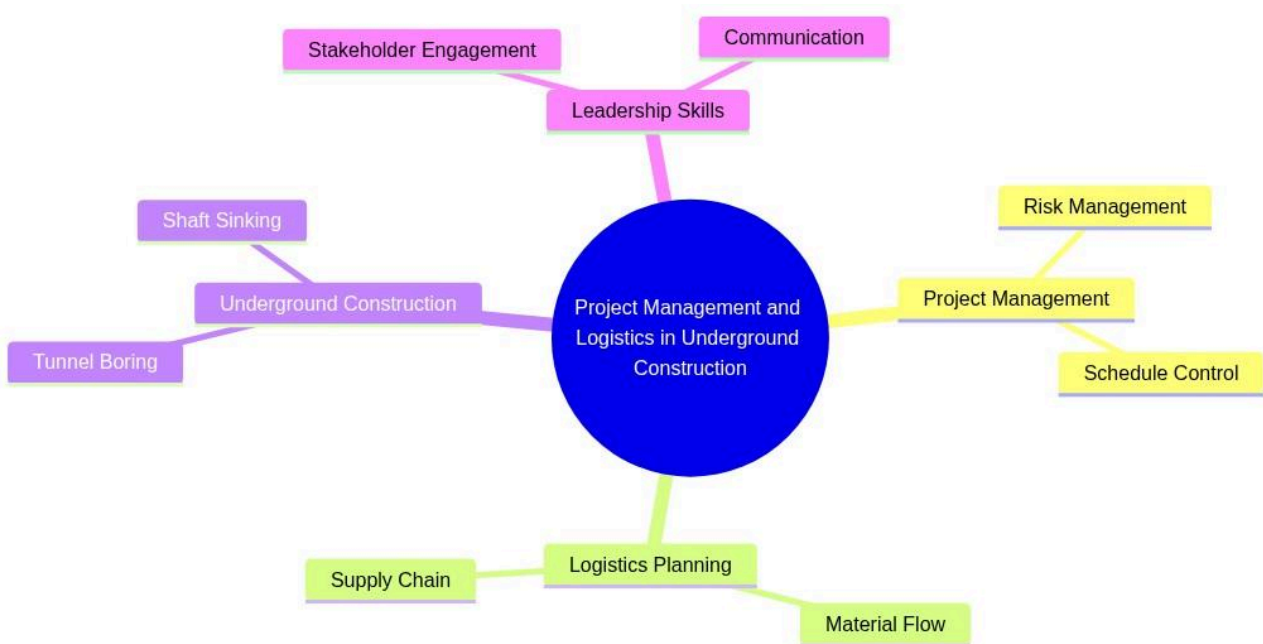 Stakeholder Engagement
Communication
Leadership Skills
Shaft Sinking
Underground Construction
Tunnel Boring
Project Management and
Logistics in Underground
Construction
Risk Management
Project Management
Schedule Control
Logistics Planning
Supply Chain
Material Flow